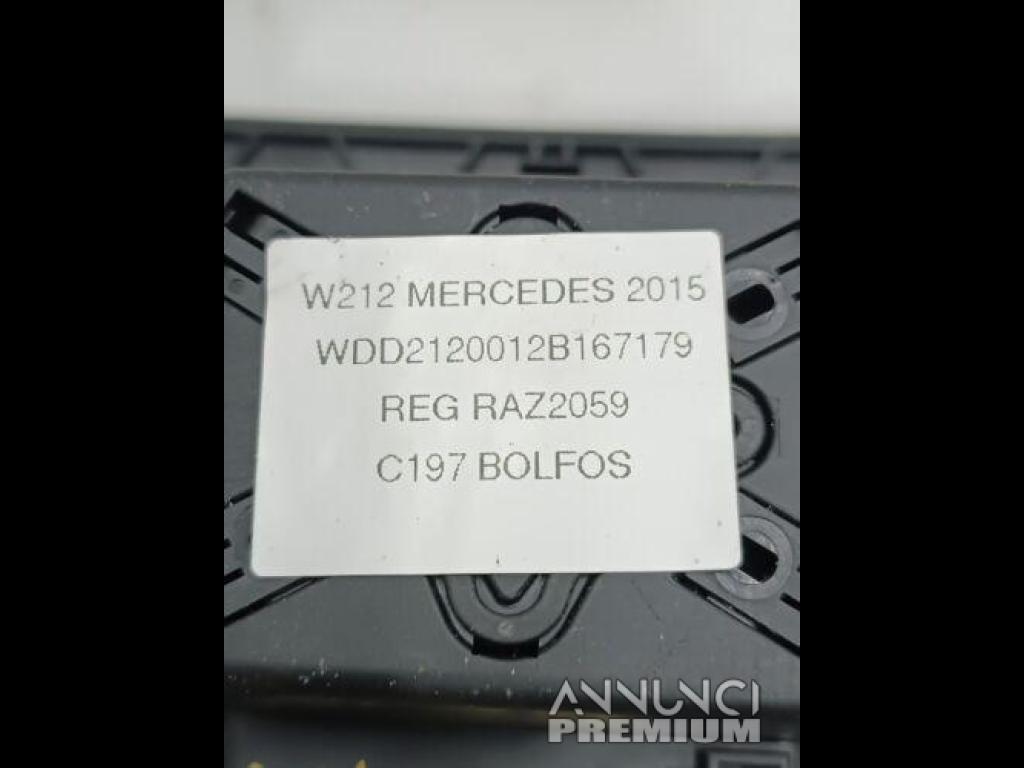 W212 MERCEDES 2015
WDD2120012B167179
REG RAZ2059
C197 BOLFOS
ANNUNCI
PREMIUM